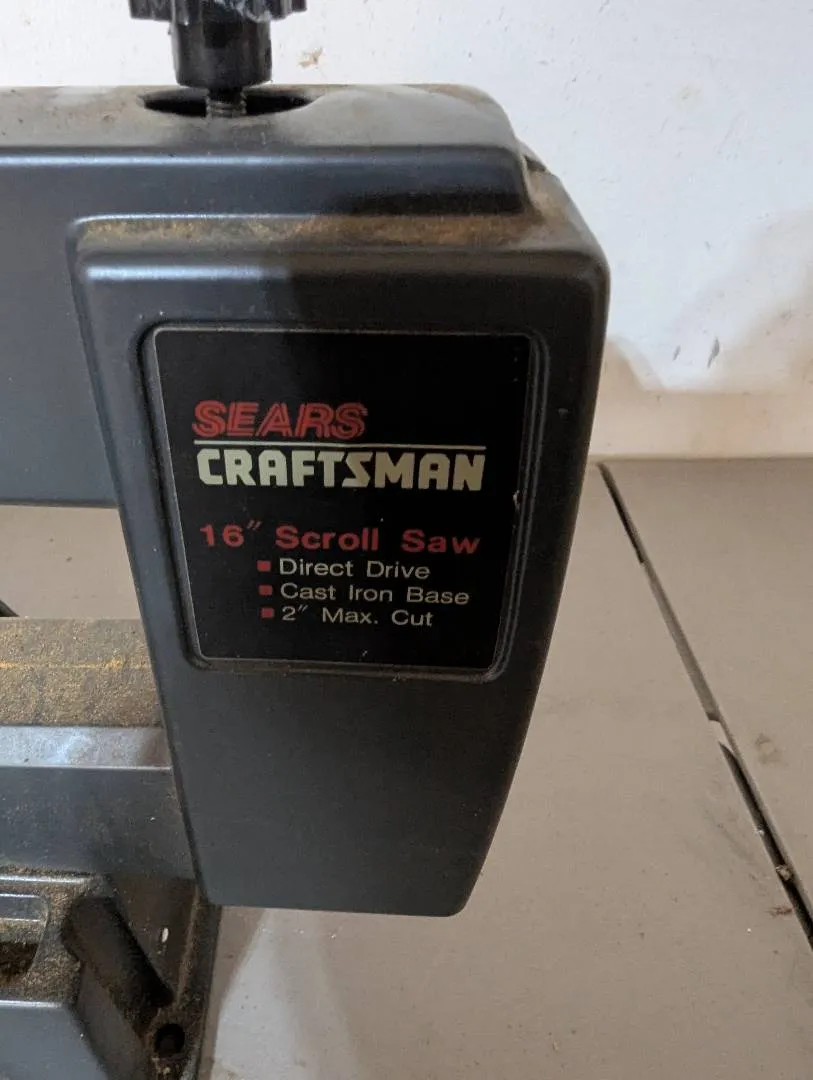 SEARS
CRAFTSMAN
16" Scroll Saw
Direct Drive
Cast Iron Base
2" Max. Cut